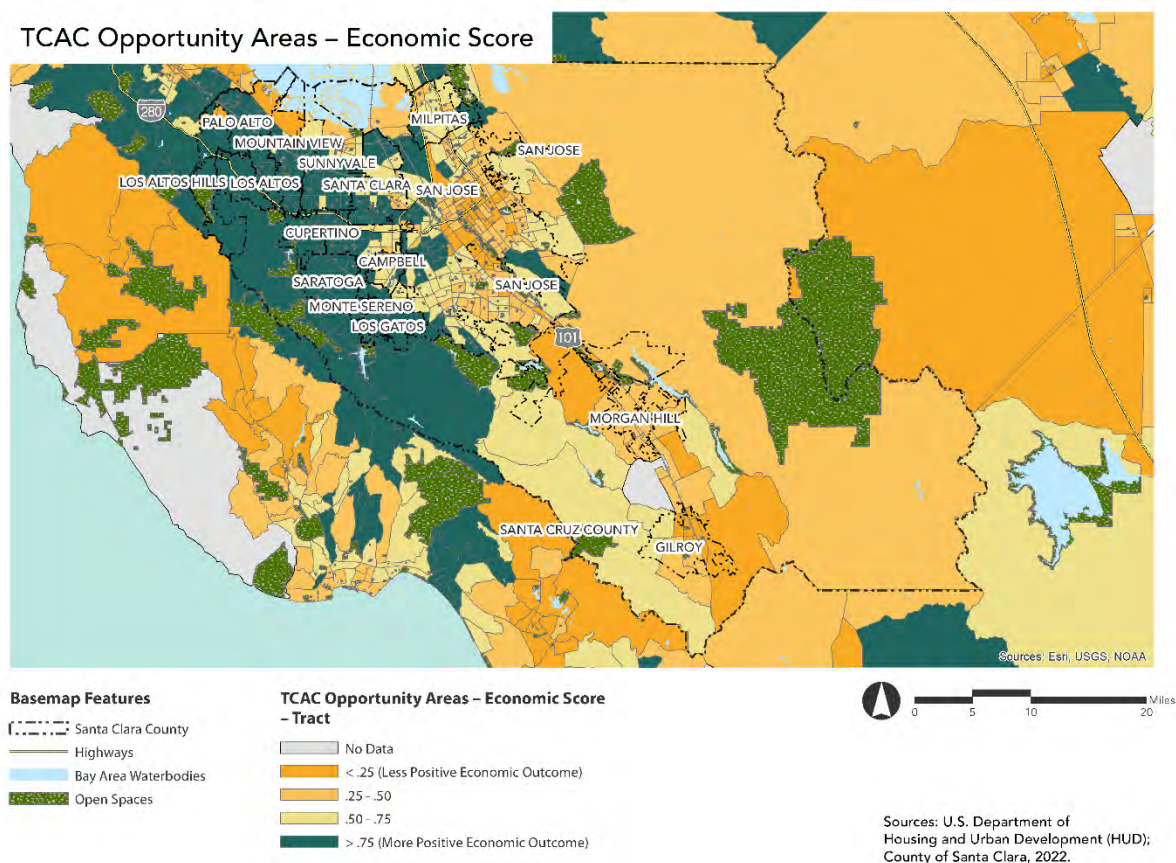 TCAC Opportunity Areas – Economic Score
280
PALO ALTO
MILPITAS
MOUNTAIN VIEW
SAN JOSE
SUNNYVALE
LOS ALTOS HILLS
LOS ALTOS
SANTA CLARA
SAN JOSE
CUPERTINO
CAMPBELL
SARATOGA
SAN JOSE
MONTE SERENO
LOS GATOS
101
MORGAN HILL
SANTA CRUZ COUNTY
GILROY
Sources: Esri, USGS, NOAA
Basemap Features
Santa Clara County
Highways
Bay Area Waterbodies
Open Spaces
TCAC Opportunity Areas – Economic Score
– Tract
No Data
< .25 (Less Positive Economic Outcome)
.25 - .50
.50 - .75
> .75 (More Positive Economic Outcome)
Miles
0 5 10 20
Sources: U.S. Department of
Housing and Urban Development (HUD);
County of Santa Clara, 2022.